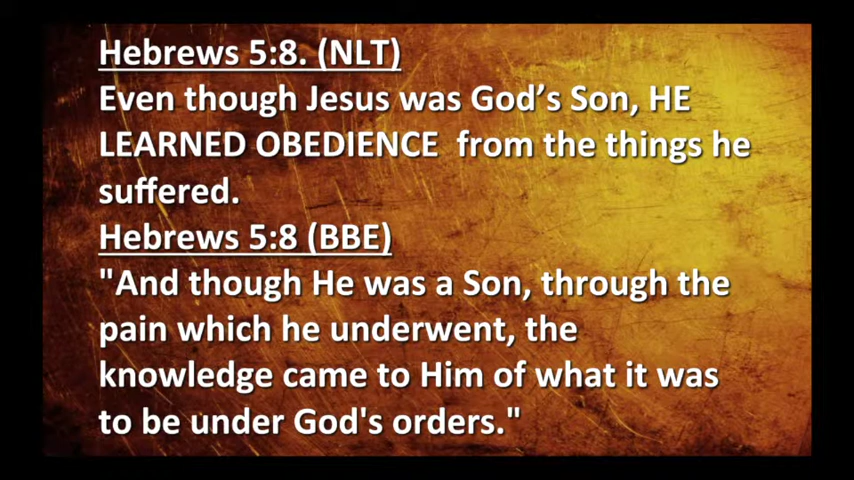 Hebrews 5:8. (NLT)
Even though Jesus was God’s Son, HE
LEARNED OBEDIENCE from the things he
suffered.
Hebrews 5:8 (BBE)
"And though He was a Son, through the
pain which he underwent, the
knowledge came to Him of what it was
to be under God's orders."